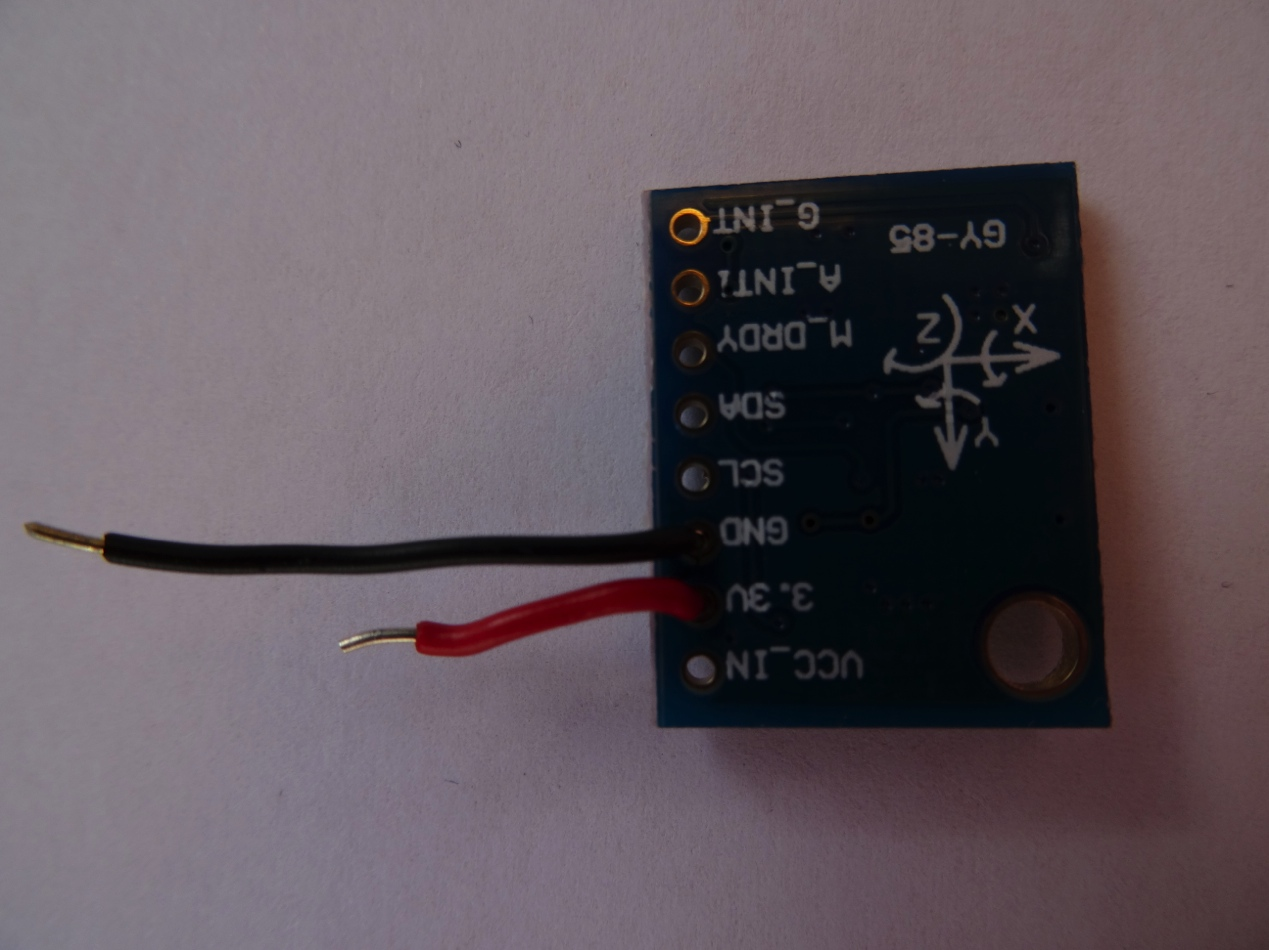 VCC_IN
3.3V
GND
SCL
SDA
M_DRDY
A_INT1
G_INT
Y
X
Z
GY-85